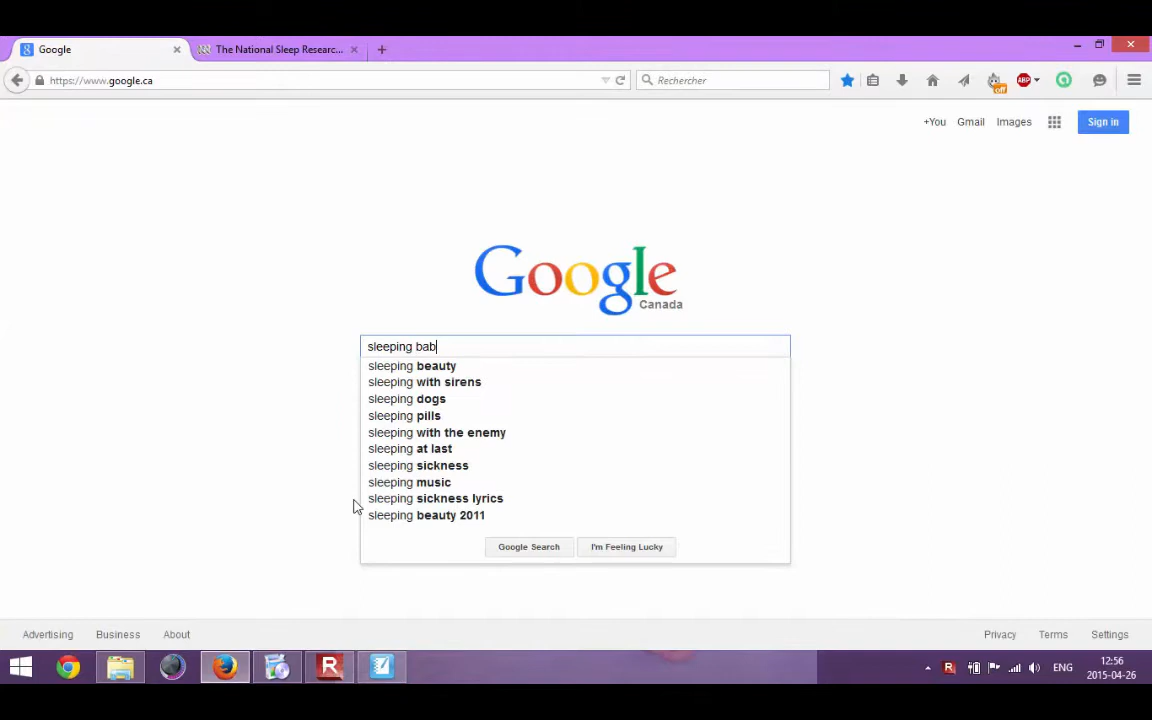 Google
The National Sleep Researc...
https://www.google.ca
Rechercher
ABP
off
+You Gmail Images Sign in
Google
Canada
sleeping bab
sleeping beauty
sleeping with sirens
sleeping dogs
sleeping pills
sleeping with the enemy
sleeping at last
sleeping sickness
sleeping music
sleeping sickness lyrics
sleeping beauty 2011
Google Search I'm Feeling Lucky
Advertising Business About Privacy Terms Settings
ENG
12:56
2015-04-26